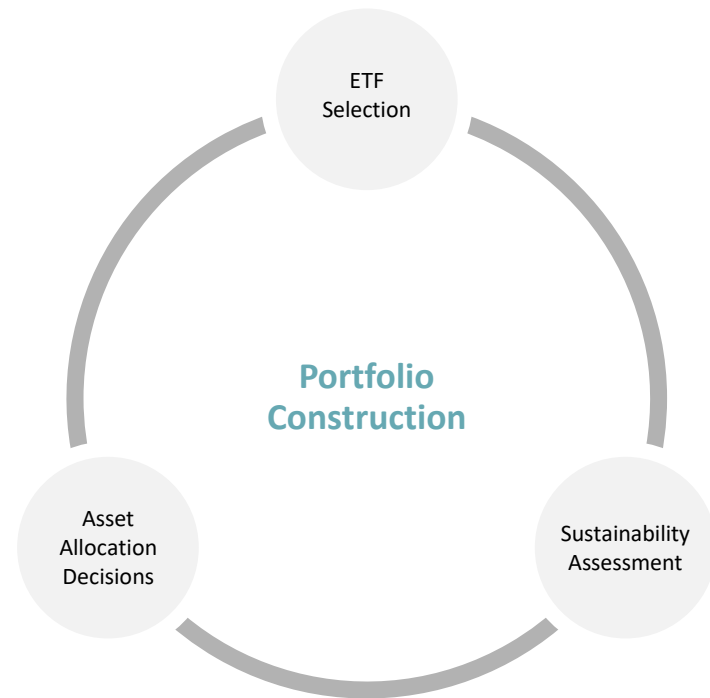 ETF
Selection
Portfolio
Construction
Asset
Allocation
Decisions
Sustainability
Assessment